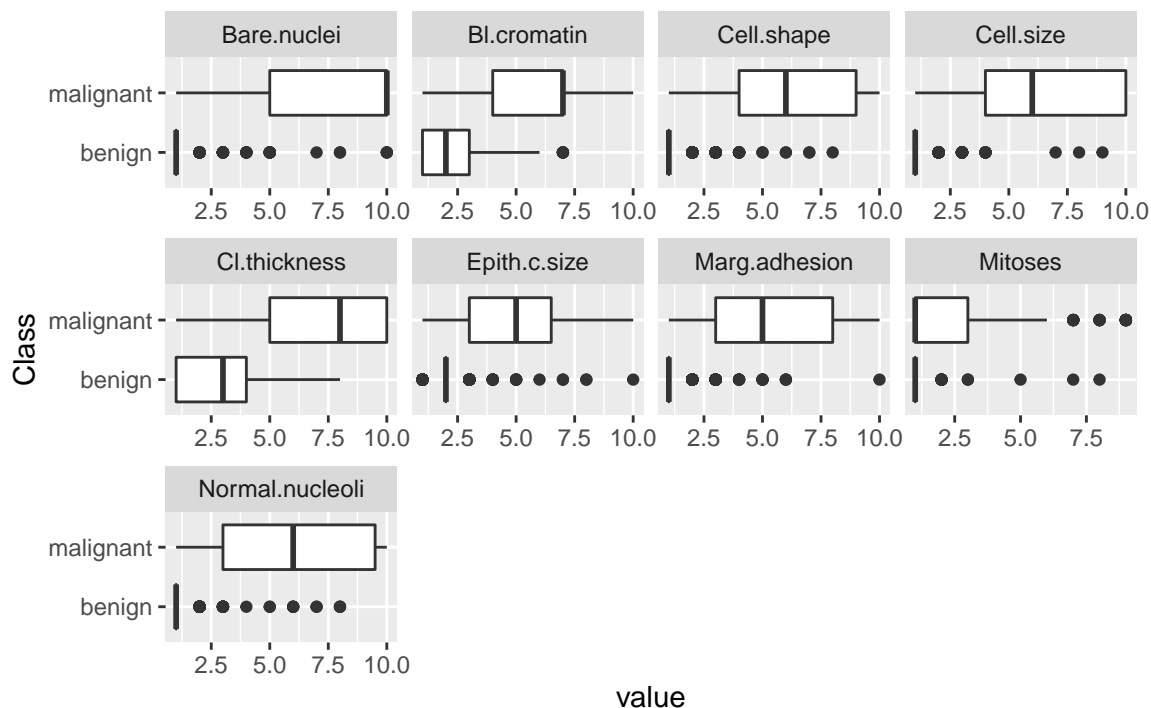 Bare.nuclei Bl.cromatin Cell.shape Cell.size
malignant
benign
2.5 5.0 7.5 10.0 2.5 5.0 7.5 10.0 2.5 5.0 7.5 10.0 2.5 5.0 7.5 10.0
Cl.thickness Epith.c.size Marg.adhesion Mitoses
malignant
benign
2.5 5.0 7.5 10.0 2.5 5.0 7.5 10.0 2.5 5.0 7.5 10.0 2.5 5.0 7.5
Class
Normal.nucleoli
malignant
benign
2.5 5.0 7.5 10.0
value